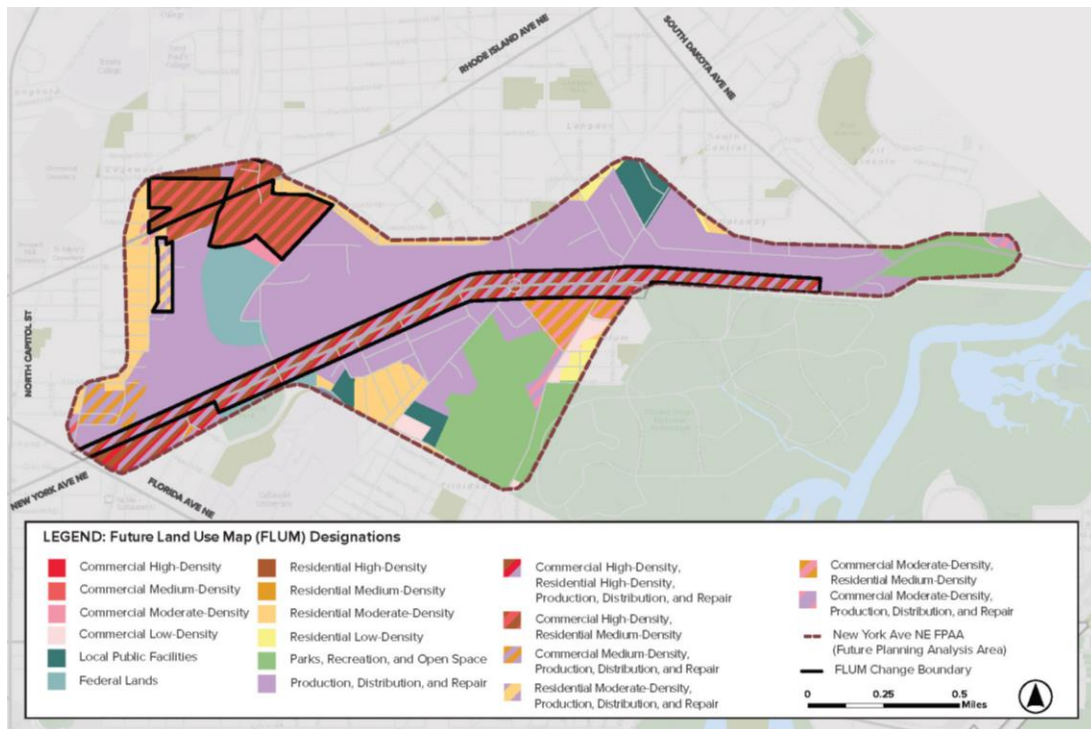 RHODE ISLAND AVE NE
SOUTH DAKOTA AVE NE
NORTH CAPITOL ST
NEW YORK AVE NE
FLORIDA AVE NE
Edgewood
Langdon
LEGEND: Future Land Use Map (FLUM) Designations
Commercial High-Density
Commercial Medium-Density
Commercial Moderate-Density
Commercial Low-Density
Local Public Facilities
Federal Lands
Residential High-Density
Residential Medium-Density
Residential Moderate-Density
Residential Low-Density
Parks, Recreation, and Open Space
Production, Distribution, and Repair
Commercial High-Density,
Residential High-Density,
Production, Distribution, and Repair
Commercial High-Density,
Residential Medium-Density
Commercial Medium-Density,
Production, Distribution, and Repair
Residential Moderate-Density,
Production, Distribution, and Repair
Commercial Moderate-Density,
Residential Medium-Density
Commercial Moderate-Density,
Production, Distribution, and Repair
New York Ave NE FPAA
(Future Planning Analysis Area)
FLUM Change Boundary
0 0.25 0.5
Miles